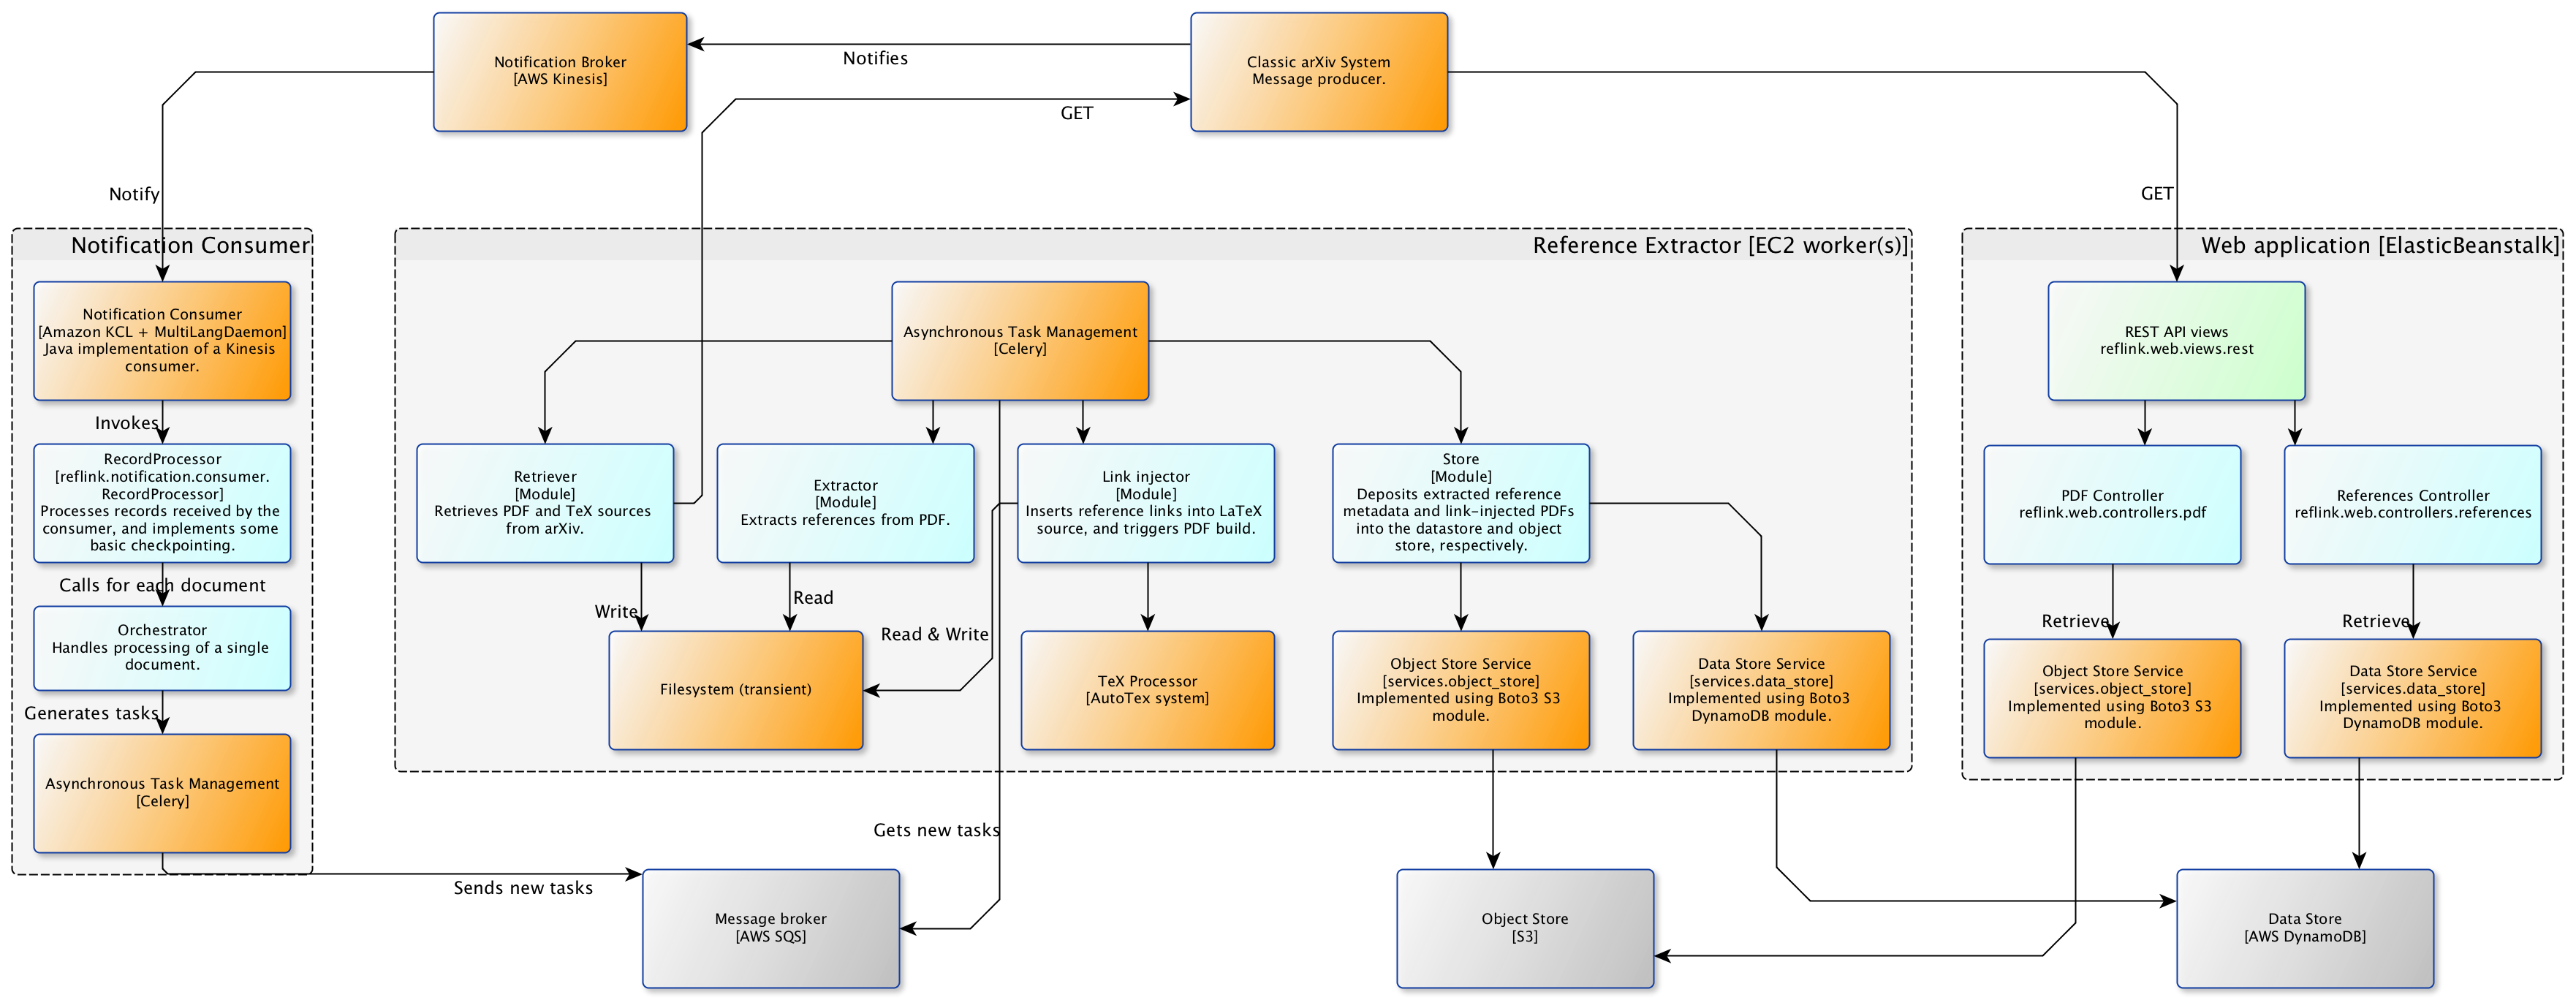 Notification Broker
[AWS Kinesis]
Notifies
Classic arXiv System
Message producer.
GET
Notify
GET
Notification Consumer
Notification Consumer
[Amazon KCL + MultiLangDaemon]
Java implementation of a Kinesis
consumer.
Invokes
RecordProcessor
[reflink.notification.consumer.
RecordProcessor]
Processes records received by the
consumer, and implements some
basic checkpointing.
Calls for each document
Orchestrator
Handles processing of a single
document.
Generates tasks
Asynchronous Task Management
[Celery]
Sends new tasks
Reference Extractor [EC2 worker(s)]
Asynchronous Task Management
[Celery]
Retriever
[Module]
Retrieves PDF and TeX sources
from arXiv.
Extractor
[Module]
Extracts references from PDF.
Link injector
[Module]
Inserts reference links into LaTeX
source, and triggers PDF build.
Store
[Module]
Deposits extracted reference
metadata and link-injected PDFs
into the datastore and object
store, respectively.
Write
Read
Read & Write
Filesystem (transient)
TeX Processor
[AutoTex system]
Object Store Service
[services.object_store]
Implemented using Boto3 S3
module.
Data Store Service
[services.data_store]
Implemented using Boto3
DynamoDB module.
Gets new tasks
Web application [ElasticBeanstalk]
REST API views
reflink.web.views.rest
PDF Controller
reflink.web.controllers.pdf
References Controller
reflink.web.controllers.references
Retrieve
Retrieve
Object Store Service
[services.object_store]
Implemented using Boto3 S3
module.
Data Store Service
[services.data_store]
Implemented using Boto3
DynamoDB module.
Message broker
[AWS SQS]
Object Store
[S3]
Data Store
[AWS DynamoDB]